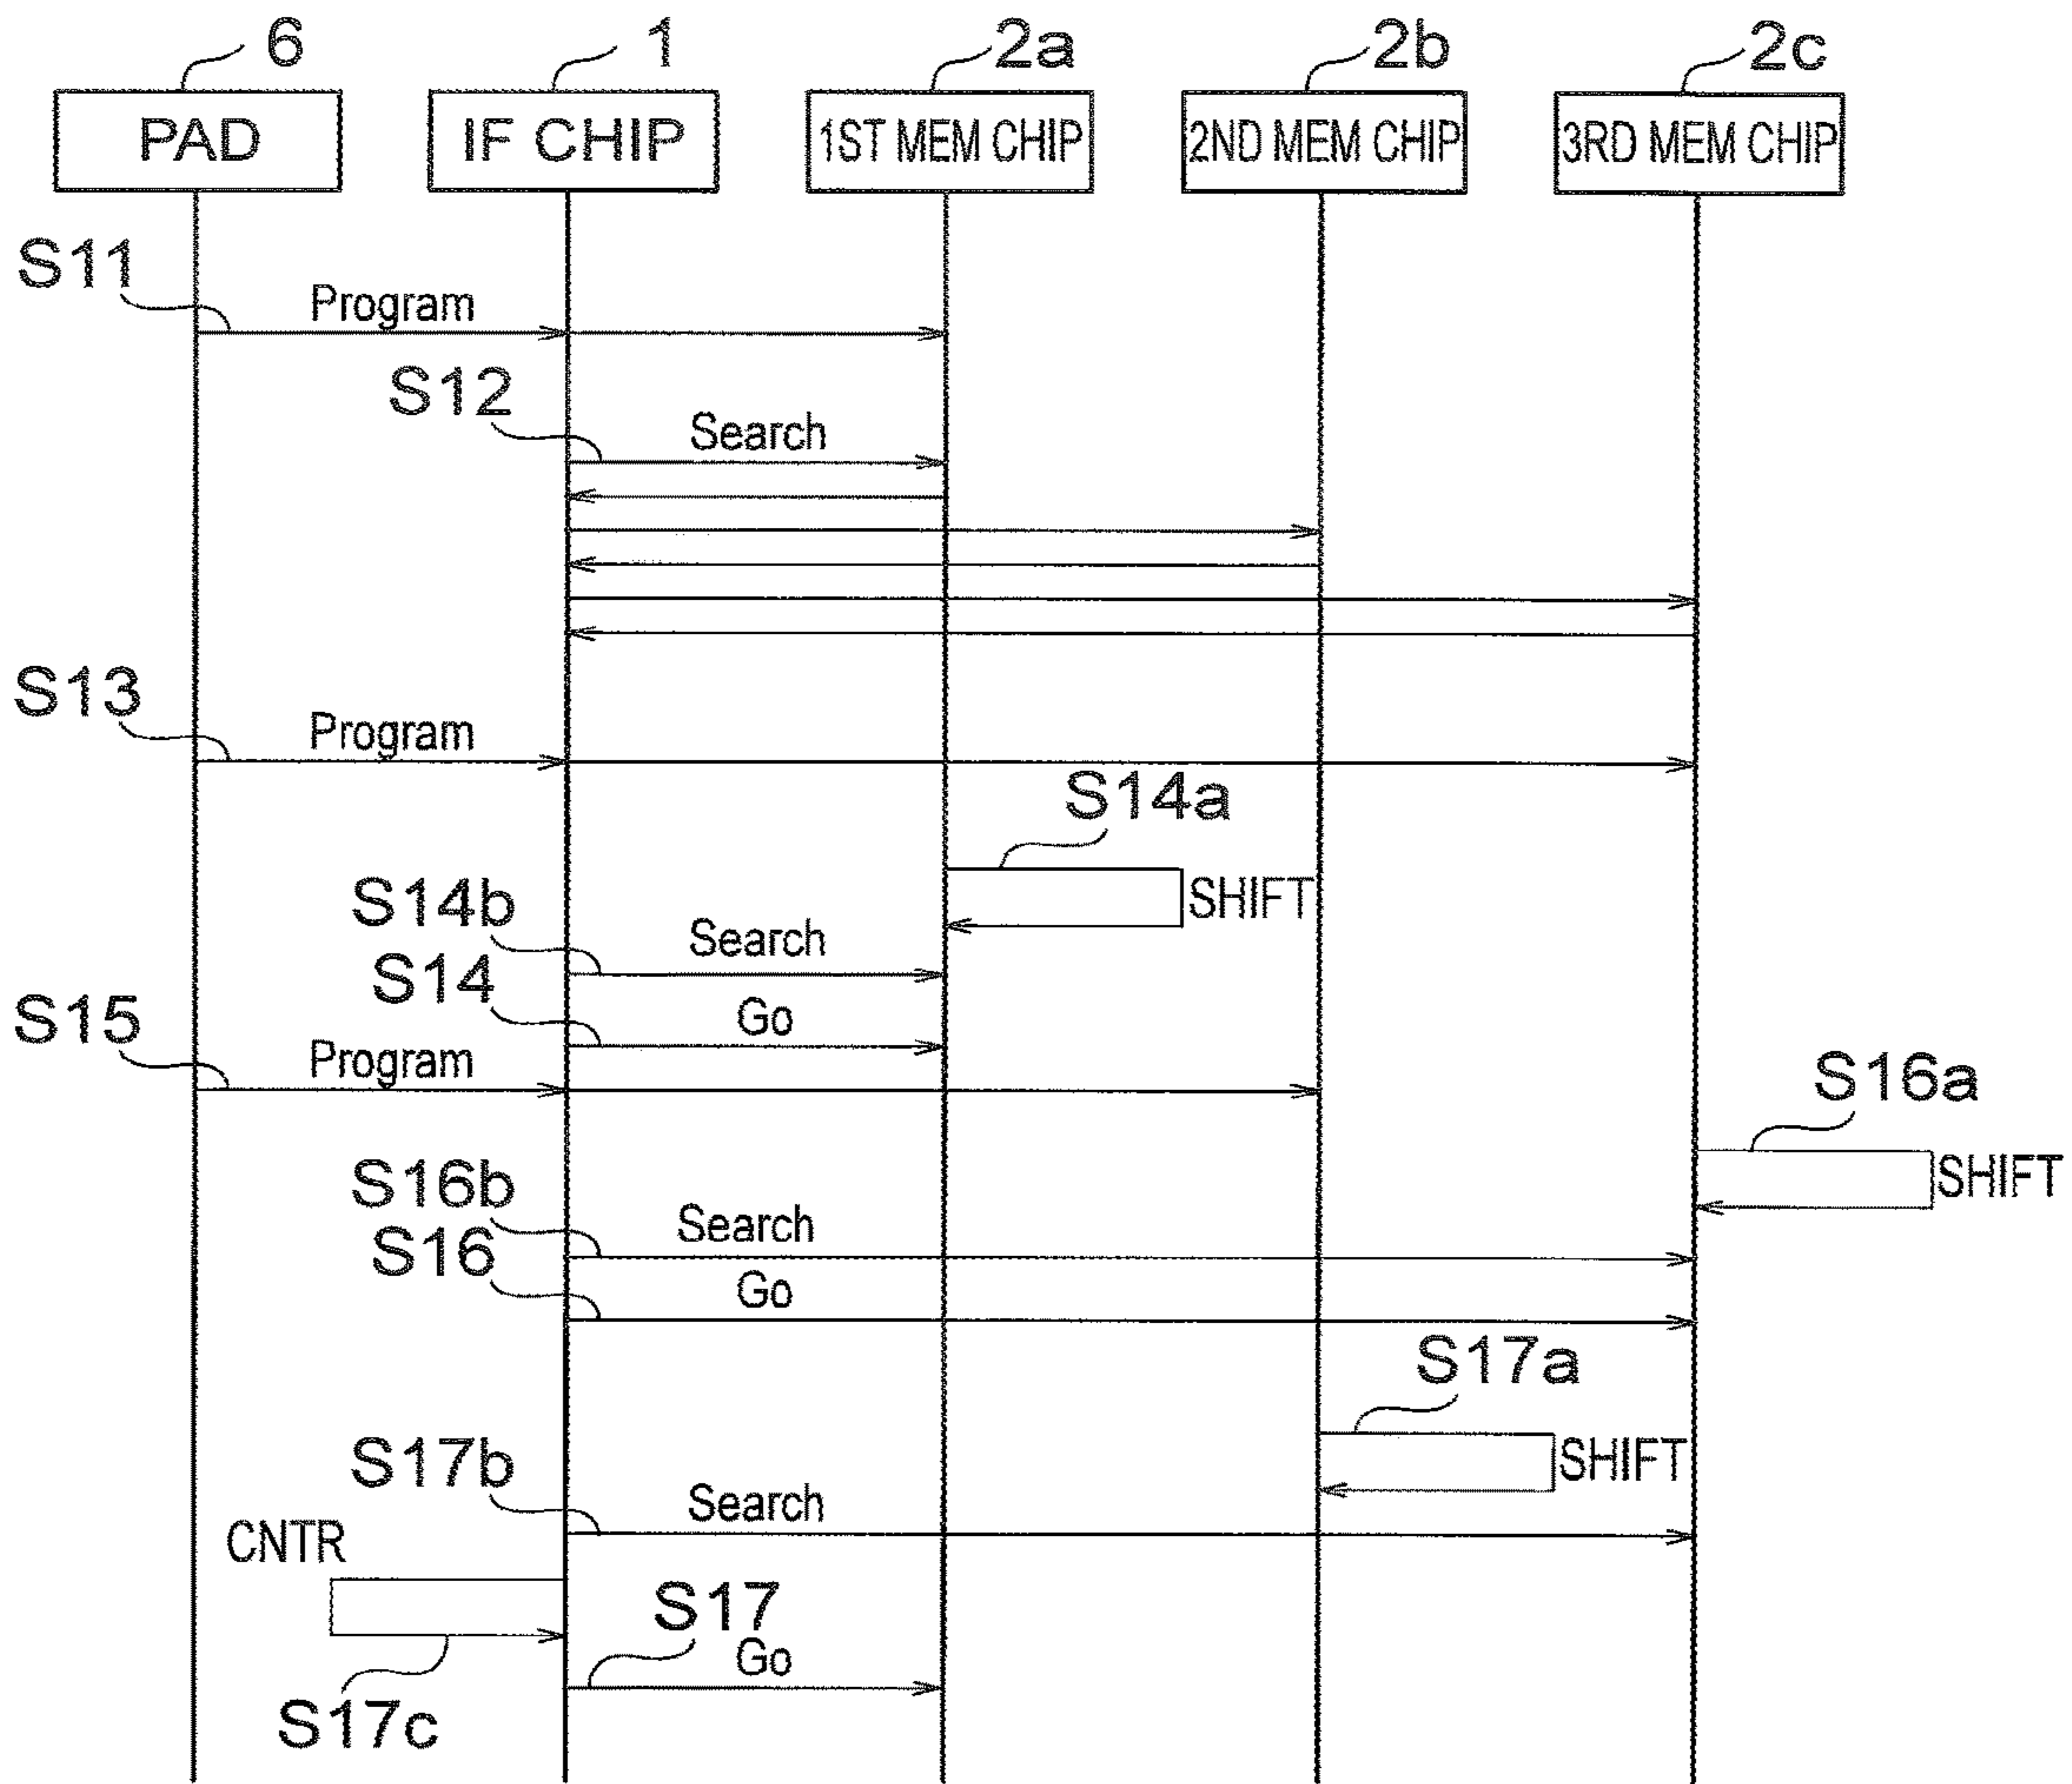 6 1 2a 2b 2c
PAD IF CHIP 1ST MEM CHIP 2ND MEM CHIP 3RD MEM CHIP
S11
Program
S12
Search
S13
Program
S14a
SHIFT
S14b
Search
S14
Go
S15
Program
S16a
SHIFT
S16b
Search
S16
Go
S17a
SHIFT
S17b
Search
CNTR
S17
Go
S17c